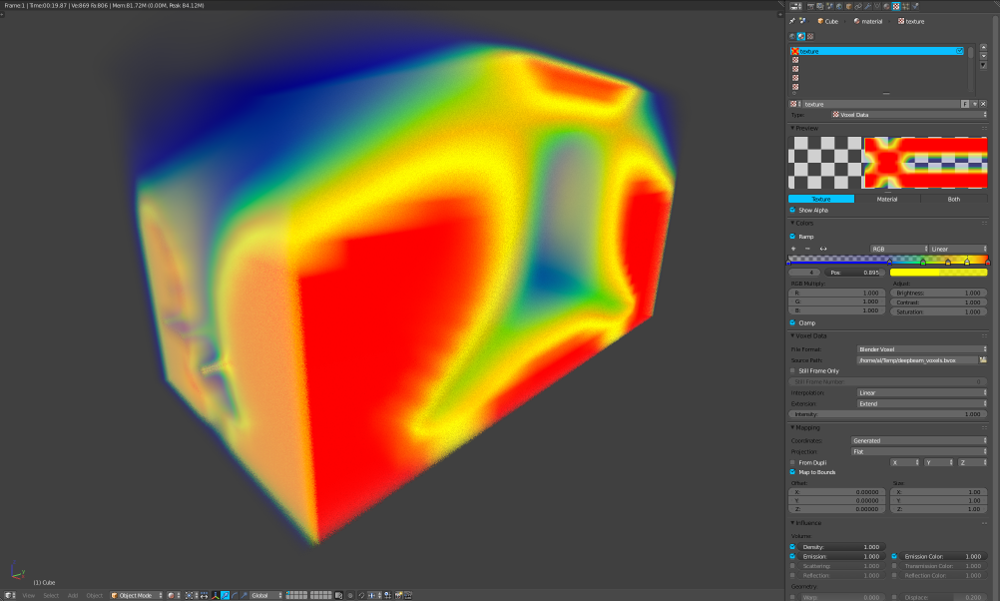 Frame:1 | Time:00:19.87 | Ve:869 Fa:806 | Mem:81.72M (0.00M, Peak: 84.12M)
Cube material texture
texture
texture F
Type: Voxel Data
Preview
Texture Material Both
Show Alpha
Colors
Ramp
RGB Linear
4 Pos: 0.895
RGB Multiply: Adjust:
R: 1.000 Brightness: 1.000
G: 1.000 Contrast: 1.000
B: 1.000 Saturation: 1.000
Clamp
Voxel Data
File Format: Blender Voxel
Source Path: /home/al/Temp/deepbeam_voxels.bvox
Still Frame Only
Still Frame Number
Interpolation: Linear
Extension: Extend
Intensity: 1.000
Mapping
Coordinates: Generated
Projection: Flat
From Dupli X Y Z
Map to Bounds
Offset: Size:
X: 0.00000 X: 1.00
Y: 0.00000 Y: 1.00
Z: 0.00000 Z: 1.00
Influence
Volume:
Density: 1.000
Emission: 1.000 Emission Color: 1.000
Scattering: 1.000 Transmission Color: 1.000
Reflection: 1.000 Reflection Color: 1.000
Geometry:
Warp: 0.000 Displace: 0.200
(1) Cube
View Select Add Object Object Mode Global